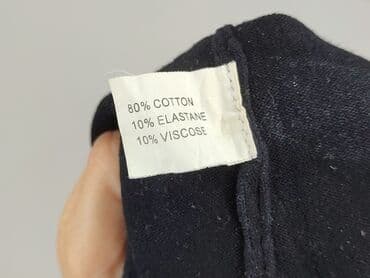 80% COTTON
10% ELASTANE
10% VISCOSE